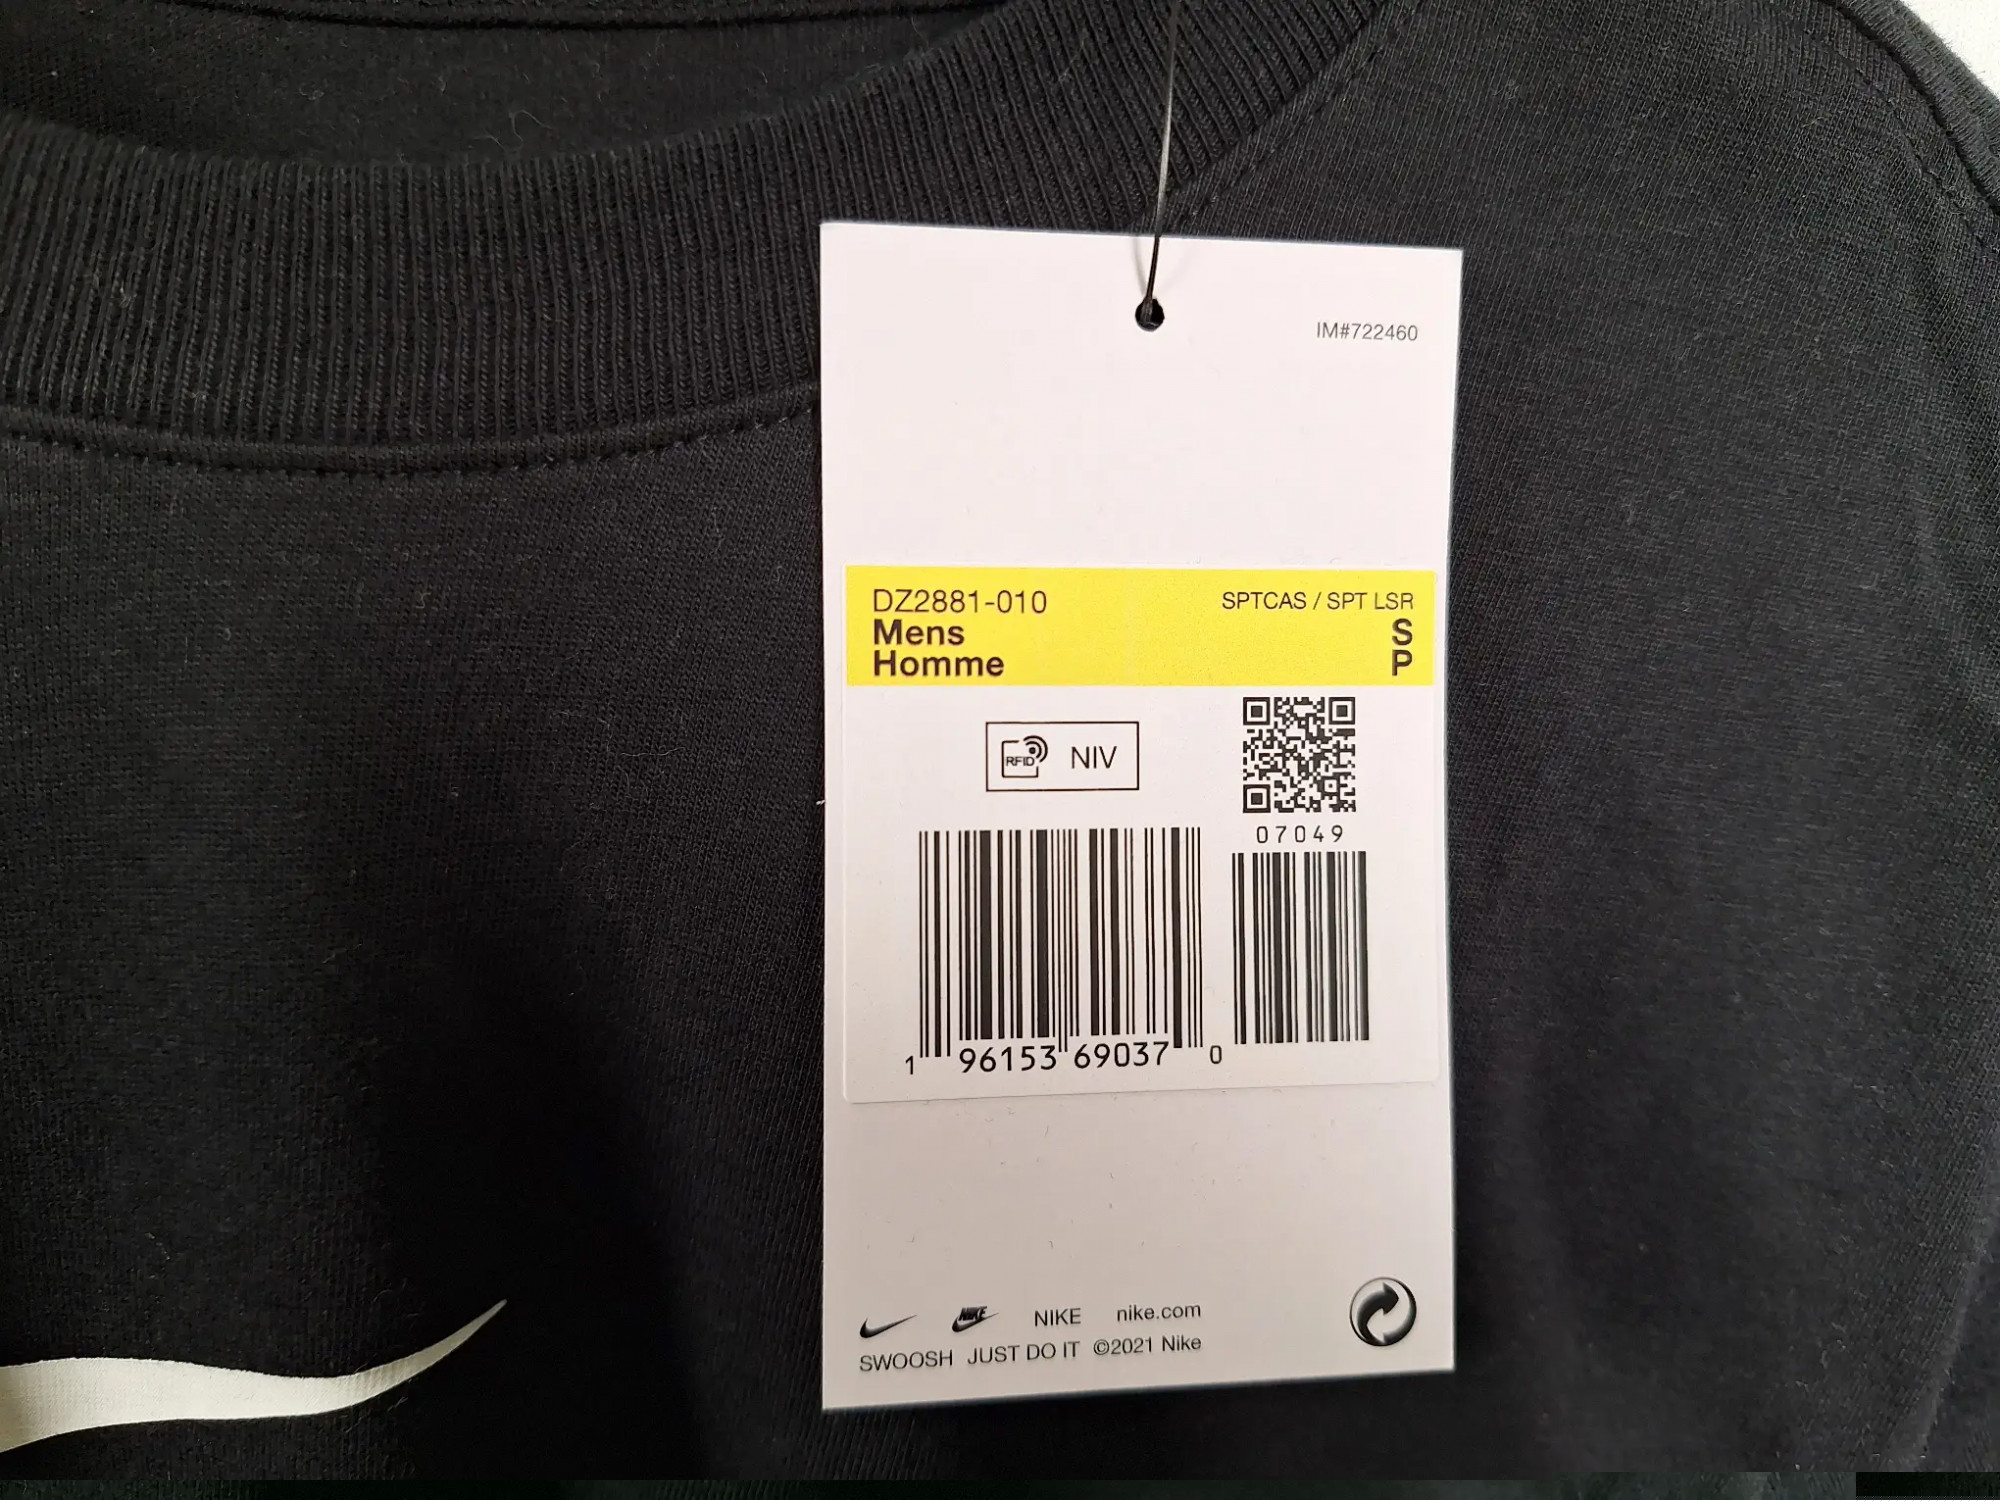 IM#722460
DZ2881-010 SPTCAS / SPT LSR
Mens S
Homme P
RFID NIV
07049
1 96153 69037 0
NIKE NIKE nike.com
SWOOSH JUST DO IT ©2021 Nike